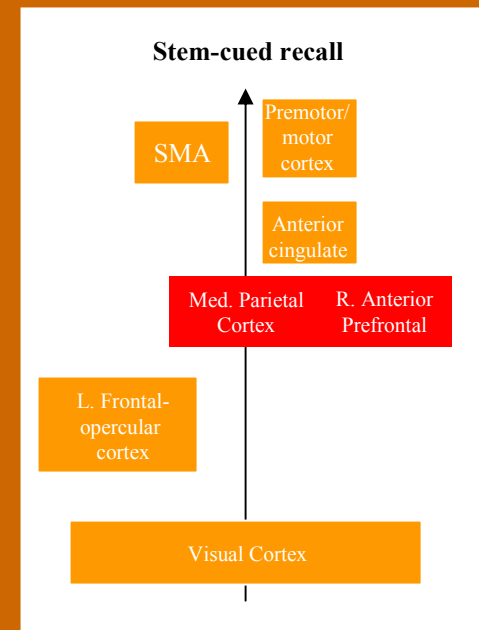 Stem-cued recall
SMA
Premotor/
motor
cortex
Anterior
cingulate
Med. Parietal
Cortex
R. Anterior
Prefrontal
L. Frontal-
opercular
cortex
Visual Cortex